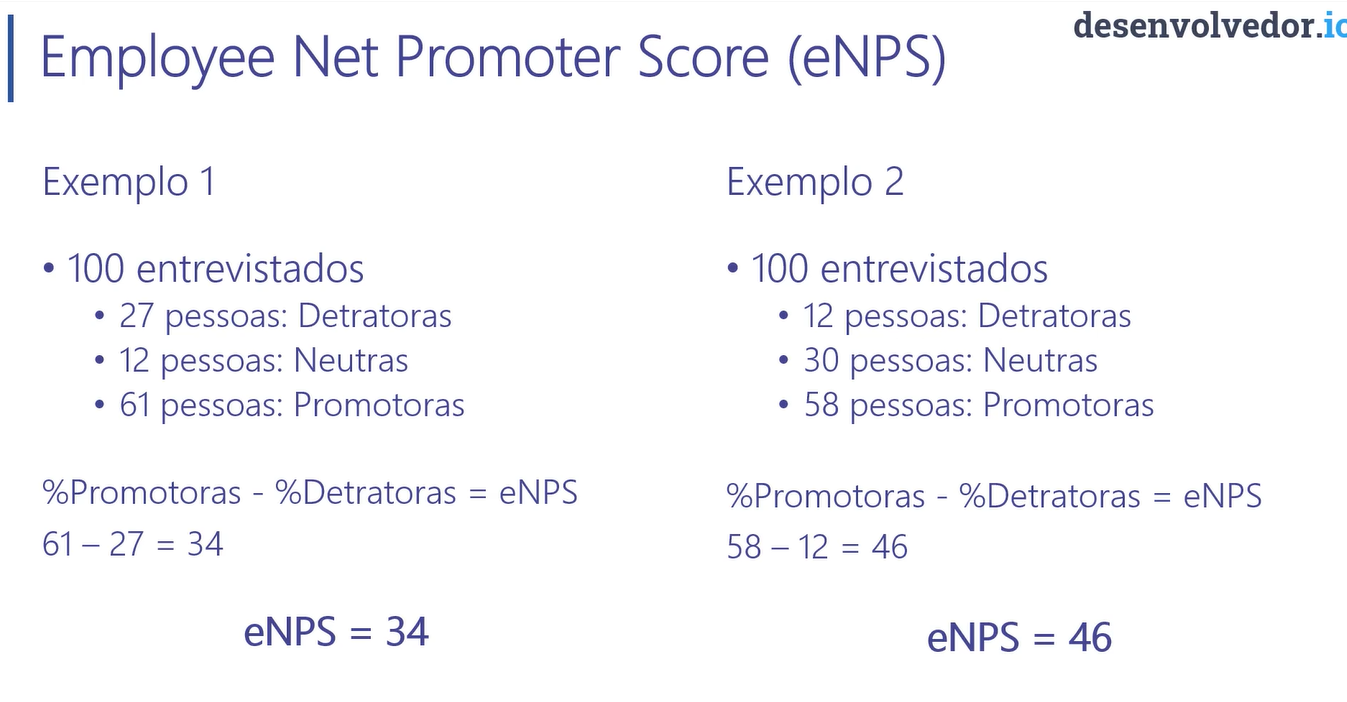 desenvolvedor.io
Employee Net Promoter Score (eNPS)
Exemplo 1
• 100 entrevistados
• 27 pessoas: Detratoras
• 12 pessoas: Neutras
• 61 pessoas: Promotoras
%Promotoras - %Detratoras = eNPS
61 – 27 = 34
eNPS = 34
Exemplo 2
• 100 entrevistados
• 12 pessoas: Detratoras
• 30 pessoas: Neutras
• 58 pessoas: Promotoras
%Promotoras - %Detratoras = eNPS
58 – 12 = 46
eNPS = 46